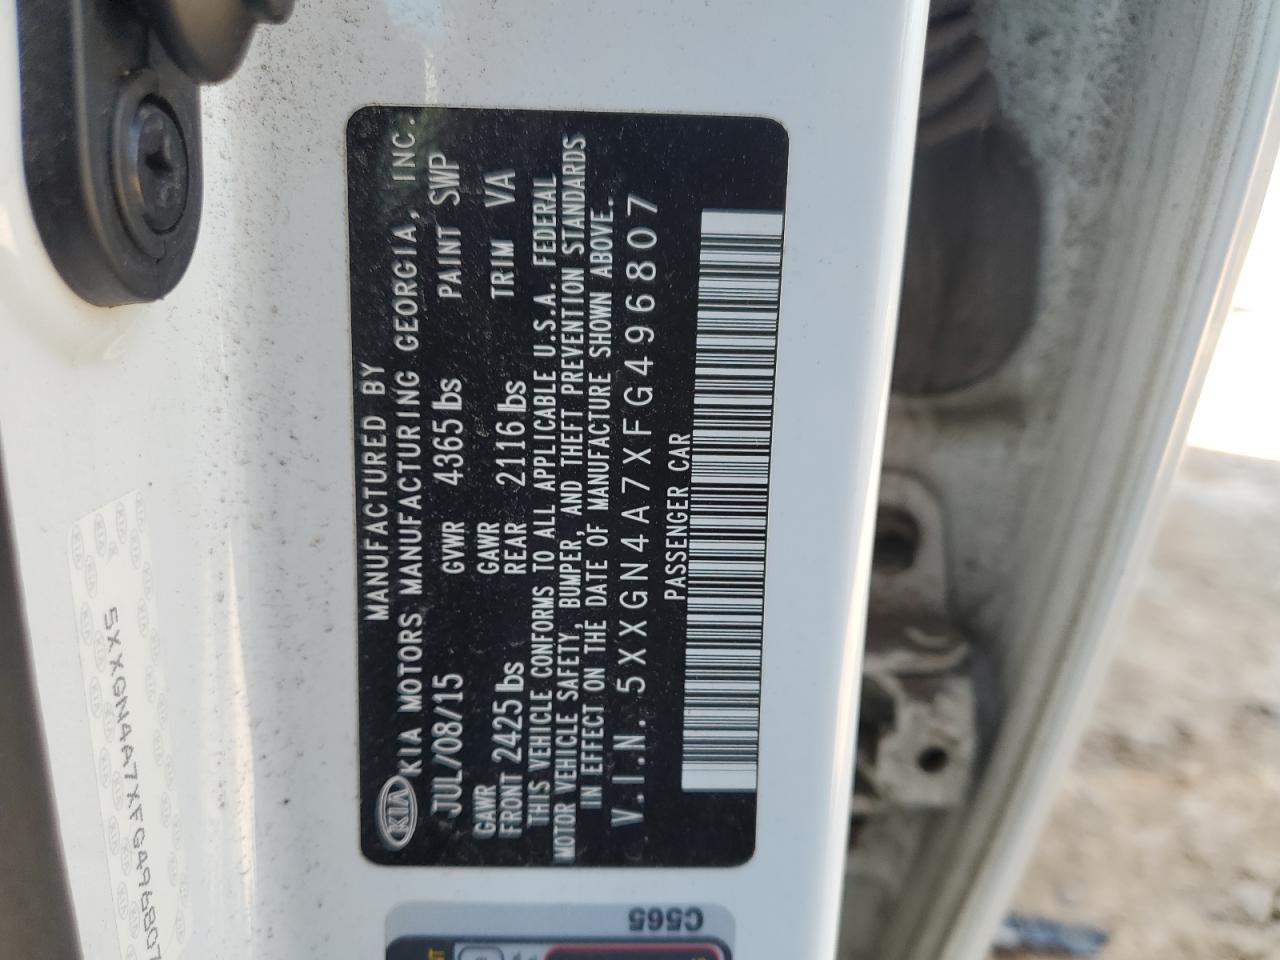 MANUFACTURED BY
KIA KIA MOTORS MANUFACTURING GEORGIA, INC.
JUL/08/15 GVWR 4365 lbs PAINT SWP
GAWR FRONT 2425 lbs GAWR REAR 2116 lbs TRIM VA
THIS VEHICLE CONFORMS TO ALL APPLICABLE U.S.A. FEDERAL
MOTOR VEHICLE SAFETY, BUMPER, AND THEFT PREVENTION STANDARDS
IN EFFECT ON THE DATE OF MANUFACTURE SHOWN ABOVE.
V.I.N. 5XXGN4A7XFG496807
PASSENGER CAR
5XXGN4A7XFG496807
C565